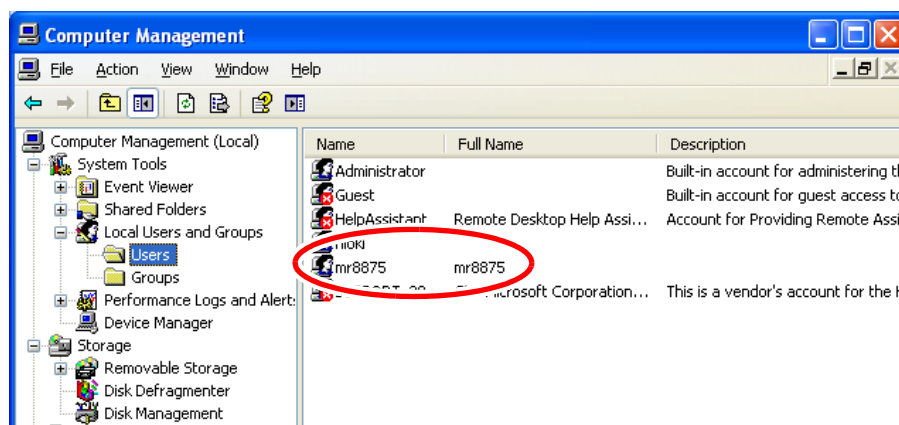 Computer Management
File Action View Window Help
Computer Management (Local)
System Tools
Event Viewer
Shared Folders
Local Users and Groups
Users
Groups
Performance Logs and Alert:
Device Manager
Storage
Removable Storage
Disk Defragmenter
Disk Management
Name Full Name Description
Administrator Built-in account for administering t
Guest Built-in account for guest access to
HelpAssistant Remote Desktop Help Assi... Account for Providing Remote Assi
hioki
mr8875 mr8875
Microsoft Corporation... This is a vendor's account for the H